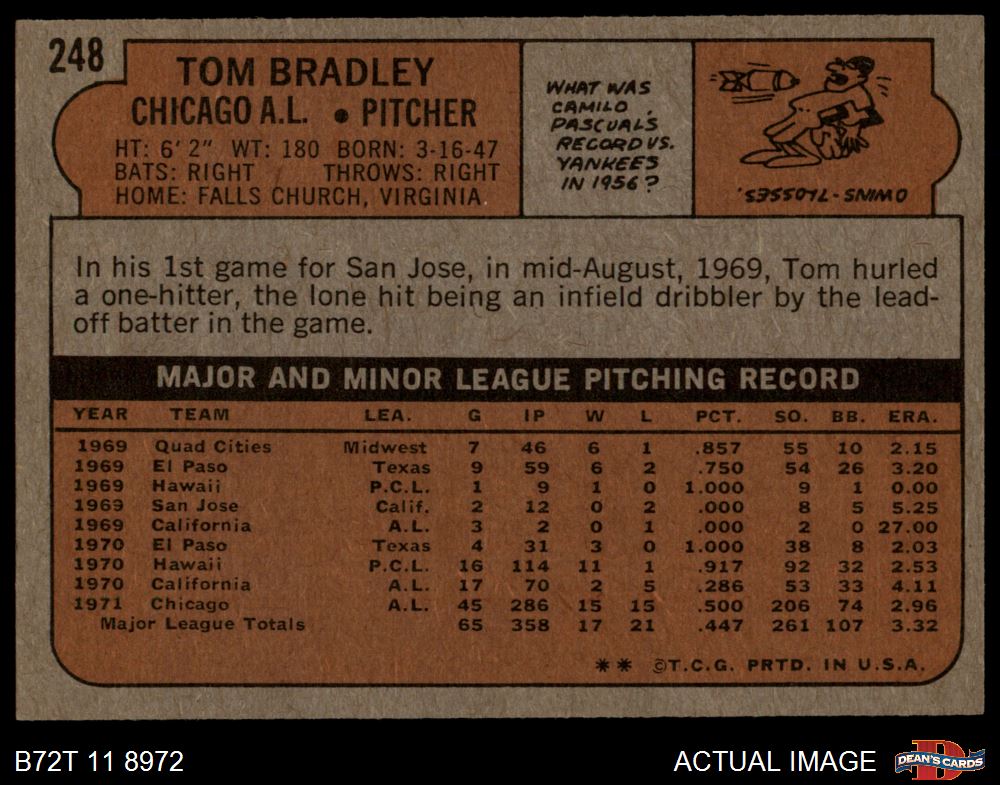 248
TOM BRADLEY
CHICAGO A.L. • PITCHER
HT: 6' 2" WT: 180 BORN: 3-16-47
BATS: RIGHT THROWS: RIGHT
HOME: FALLS CHURCH, VIRGINIA
WHAT WAS
CAMILO
PASCUAL'S
RECORD VS.
YANKEES
IN 1956?
OWINS - 7LOSSES.
In his 1st game for San Jose, in mid-August, 1969, Tom hurled
a one-hitter, the lone hit being an infield dribbler by the lead-
off batter in the game.
MAJOR AND MINOR LEAGUE PITCHING RECORD
YEAR TEAM LEA. G IP W L PCT. SO. BB. ERA.
1969 Quad Cities Midwest 7 46 6 1 .857 55 10 2.15
1969 El Paso Texas 9 59 6 2 .750 54 26 3.20
1969 Hawaii P.C.L. 1 9 1 0 1.000 9 1 0.00
1969 San Jose Calif. 2 12 0 2 .000 8 5 5.25
1969 California A.L. 3 2 0 1 .000 2 0 27.00
1970 El Paso Texas 4 31 3 0 1.000 38 8 2.03
1970 Hawaii P.C.L. 16 114 11 1 .917 92 32 2.53
1970 California A.L. 17 70 2 5 .286 53 33 4.11
1971 Chicago A.L. 45 286 15 15 .500 206 74 2.96
Major League Totals 65 358 17 21 .447 261 107 3.32
** ©T.C.G. PRTD. IN U.S.A.
B72T 11 8972
ACTUAL IMAGE
D
DEAN'S CARDS